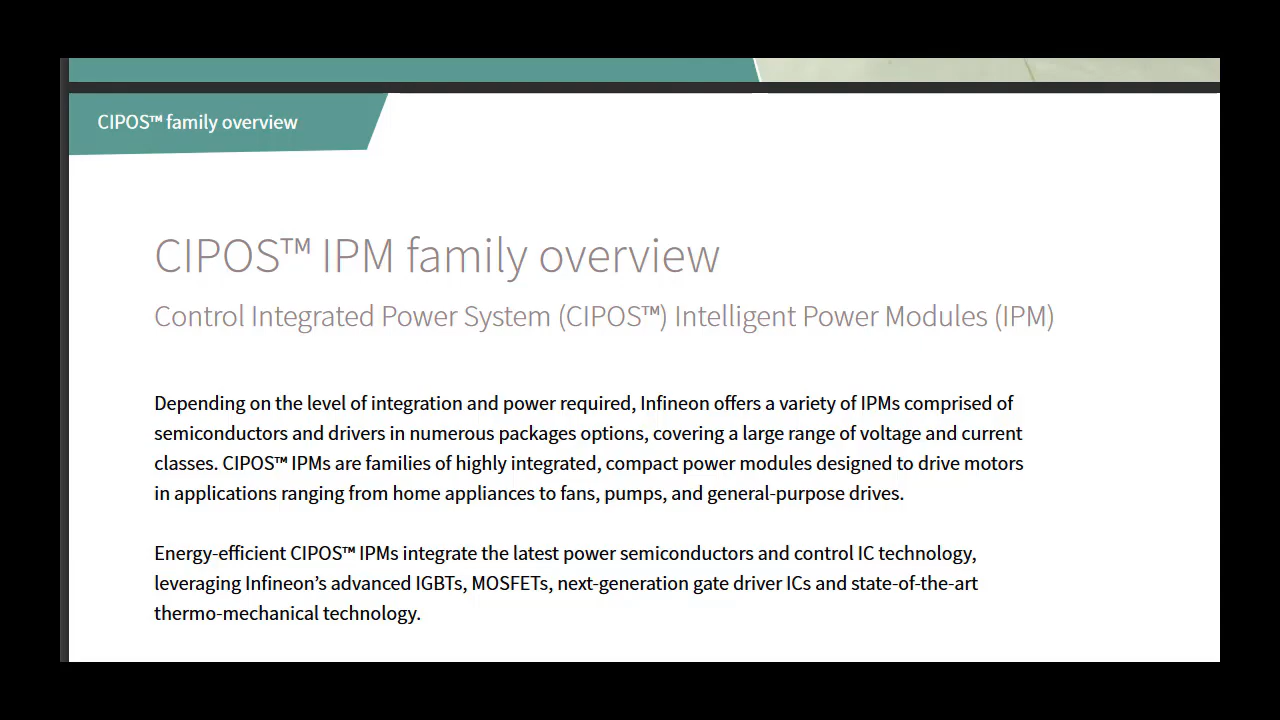 CIPOS™ family overview
CIPOS™ IPM family overview
Control Integrated Power System (CIPOS™) Intelligent Power Modules (IPM)
Depending on the level of integration and power required, Infineon offers a variety of IPMs comprised of
semiconductors and drivers in numerous packages options, covering a large range of voltage and current
classes. CIPOS™ IPMs are families of highly integrated, compact power modules designed to drive motors
in applications ranging from home appliances to fans, pumps, and general-purpose drives.
Energy-efficient CIPOS™ IPMs integrate the latest power semiconductors and control IC technology,
leveraging Infineon’s advanced IGBTs, MOSFETs, next-generation gate driver ICs and state-of-the-art
thermo-mechanical technology.